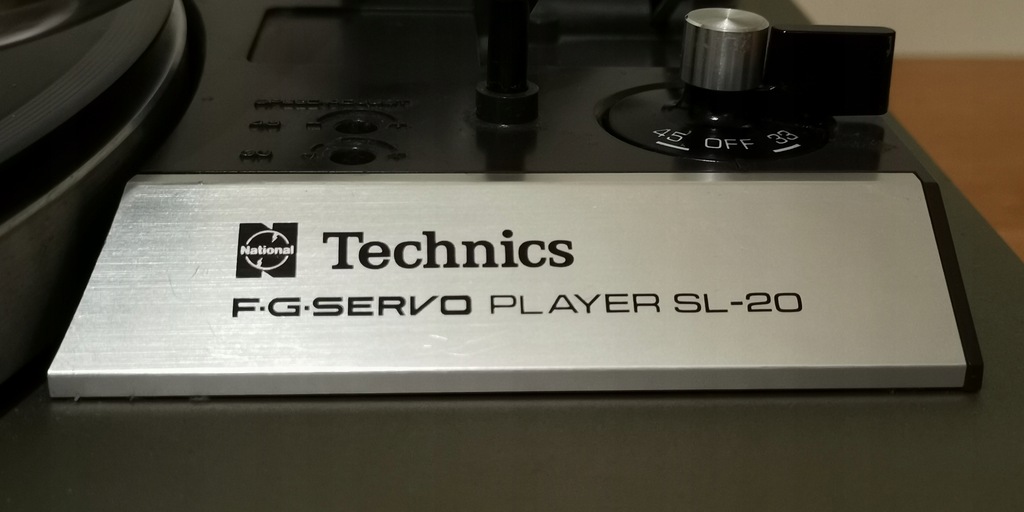 45 OFF 33
National Technics
F·G·SERVO PLAYER SL-20